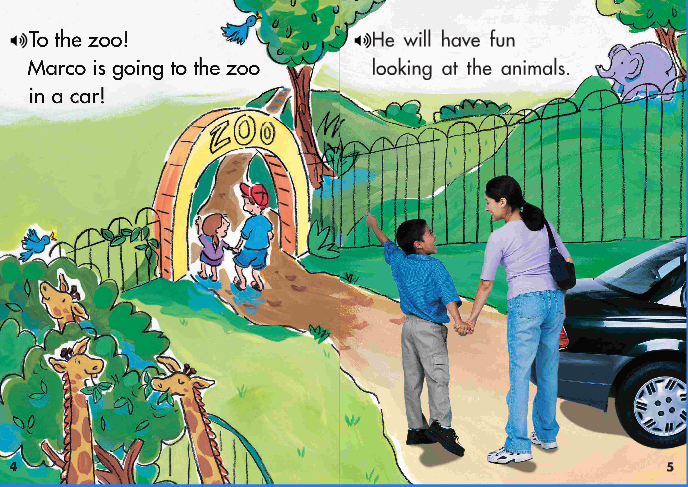 To the zoo!
Marco is going to the zoo
in a car!
He will have fun
looking at the animals.
ZOO
4
5